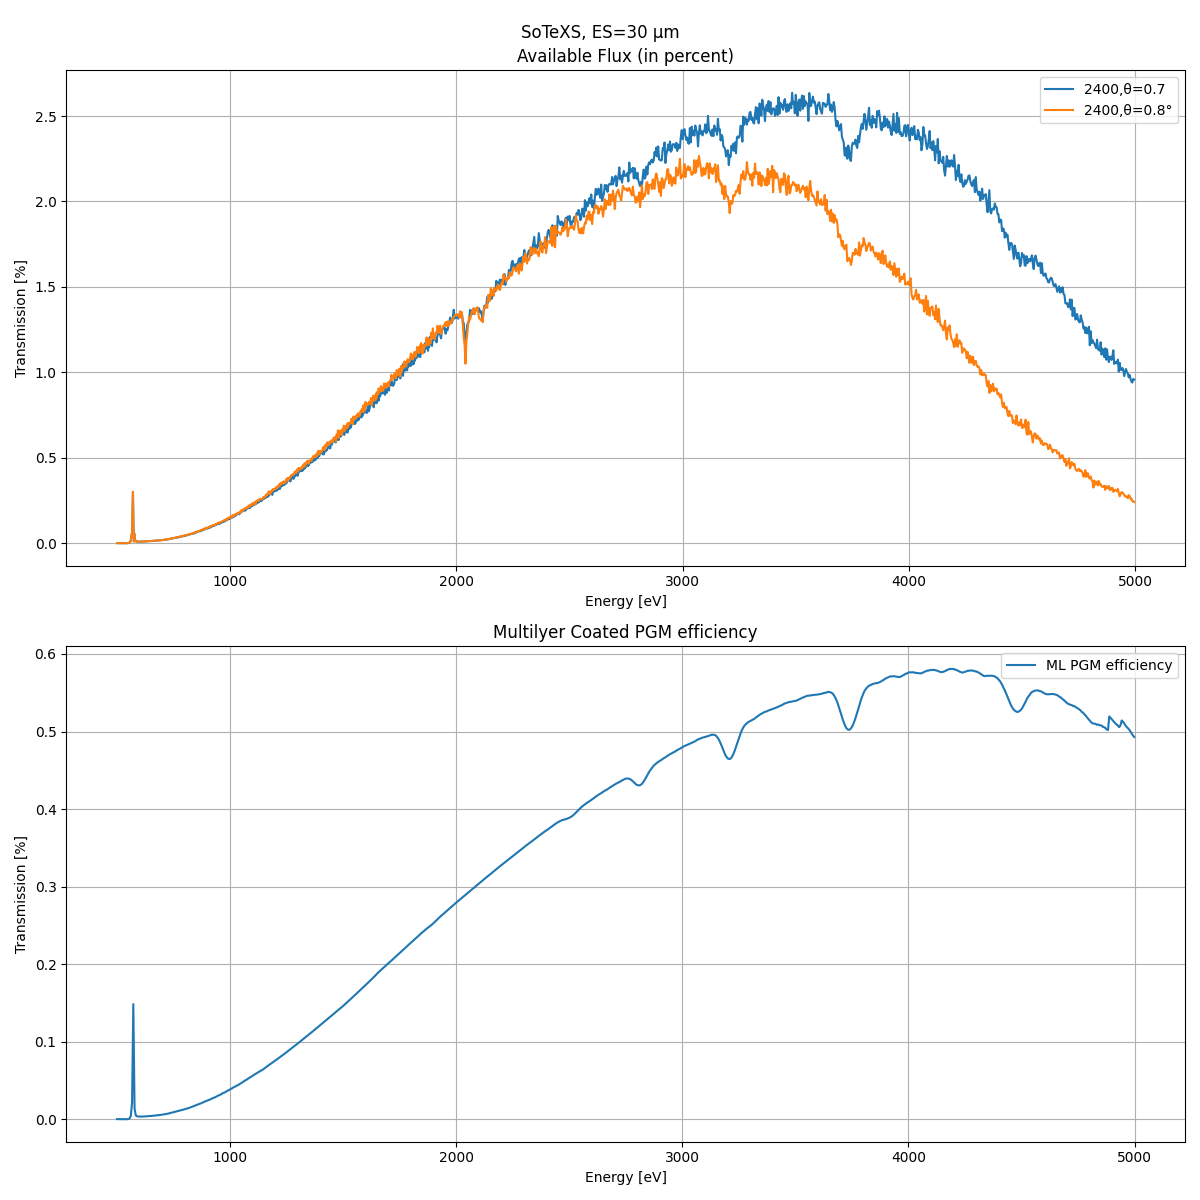 SoTeXS, ES=30 μm
Available Flux (in percent)
2400,θ=0.7
2400,θ=0.8°
Transmission [%]
2.5
2.0
1.5
1.0
0.5
0.0
1000 2000 3000 4000 5000
Energy [eV]
Multilyer Coated PGM efficiency
ML PGM efficiency
Transmission [%]
0.6
0.5
0.4
0.3
0.2
0.1
0.0
1000 2000 3000 4000 5000
Energy [eV]